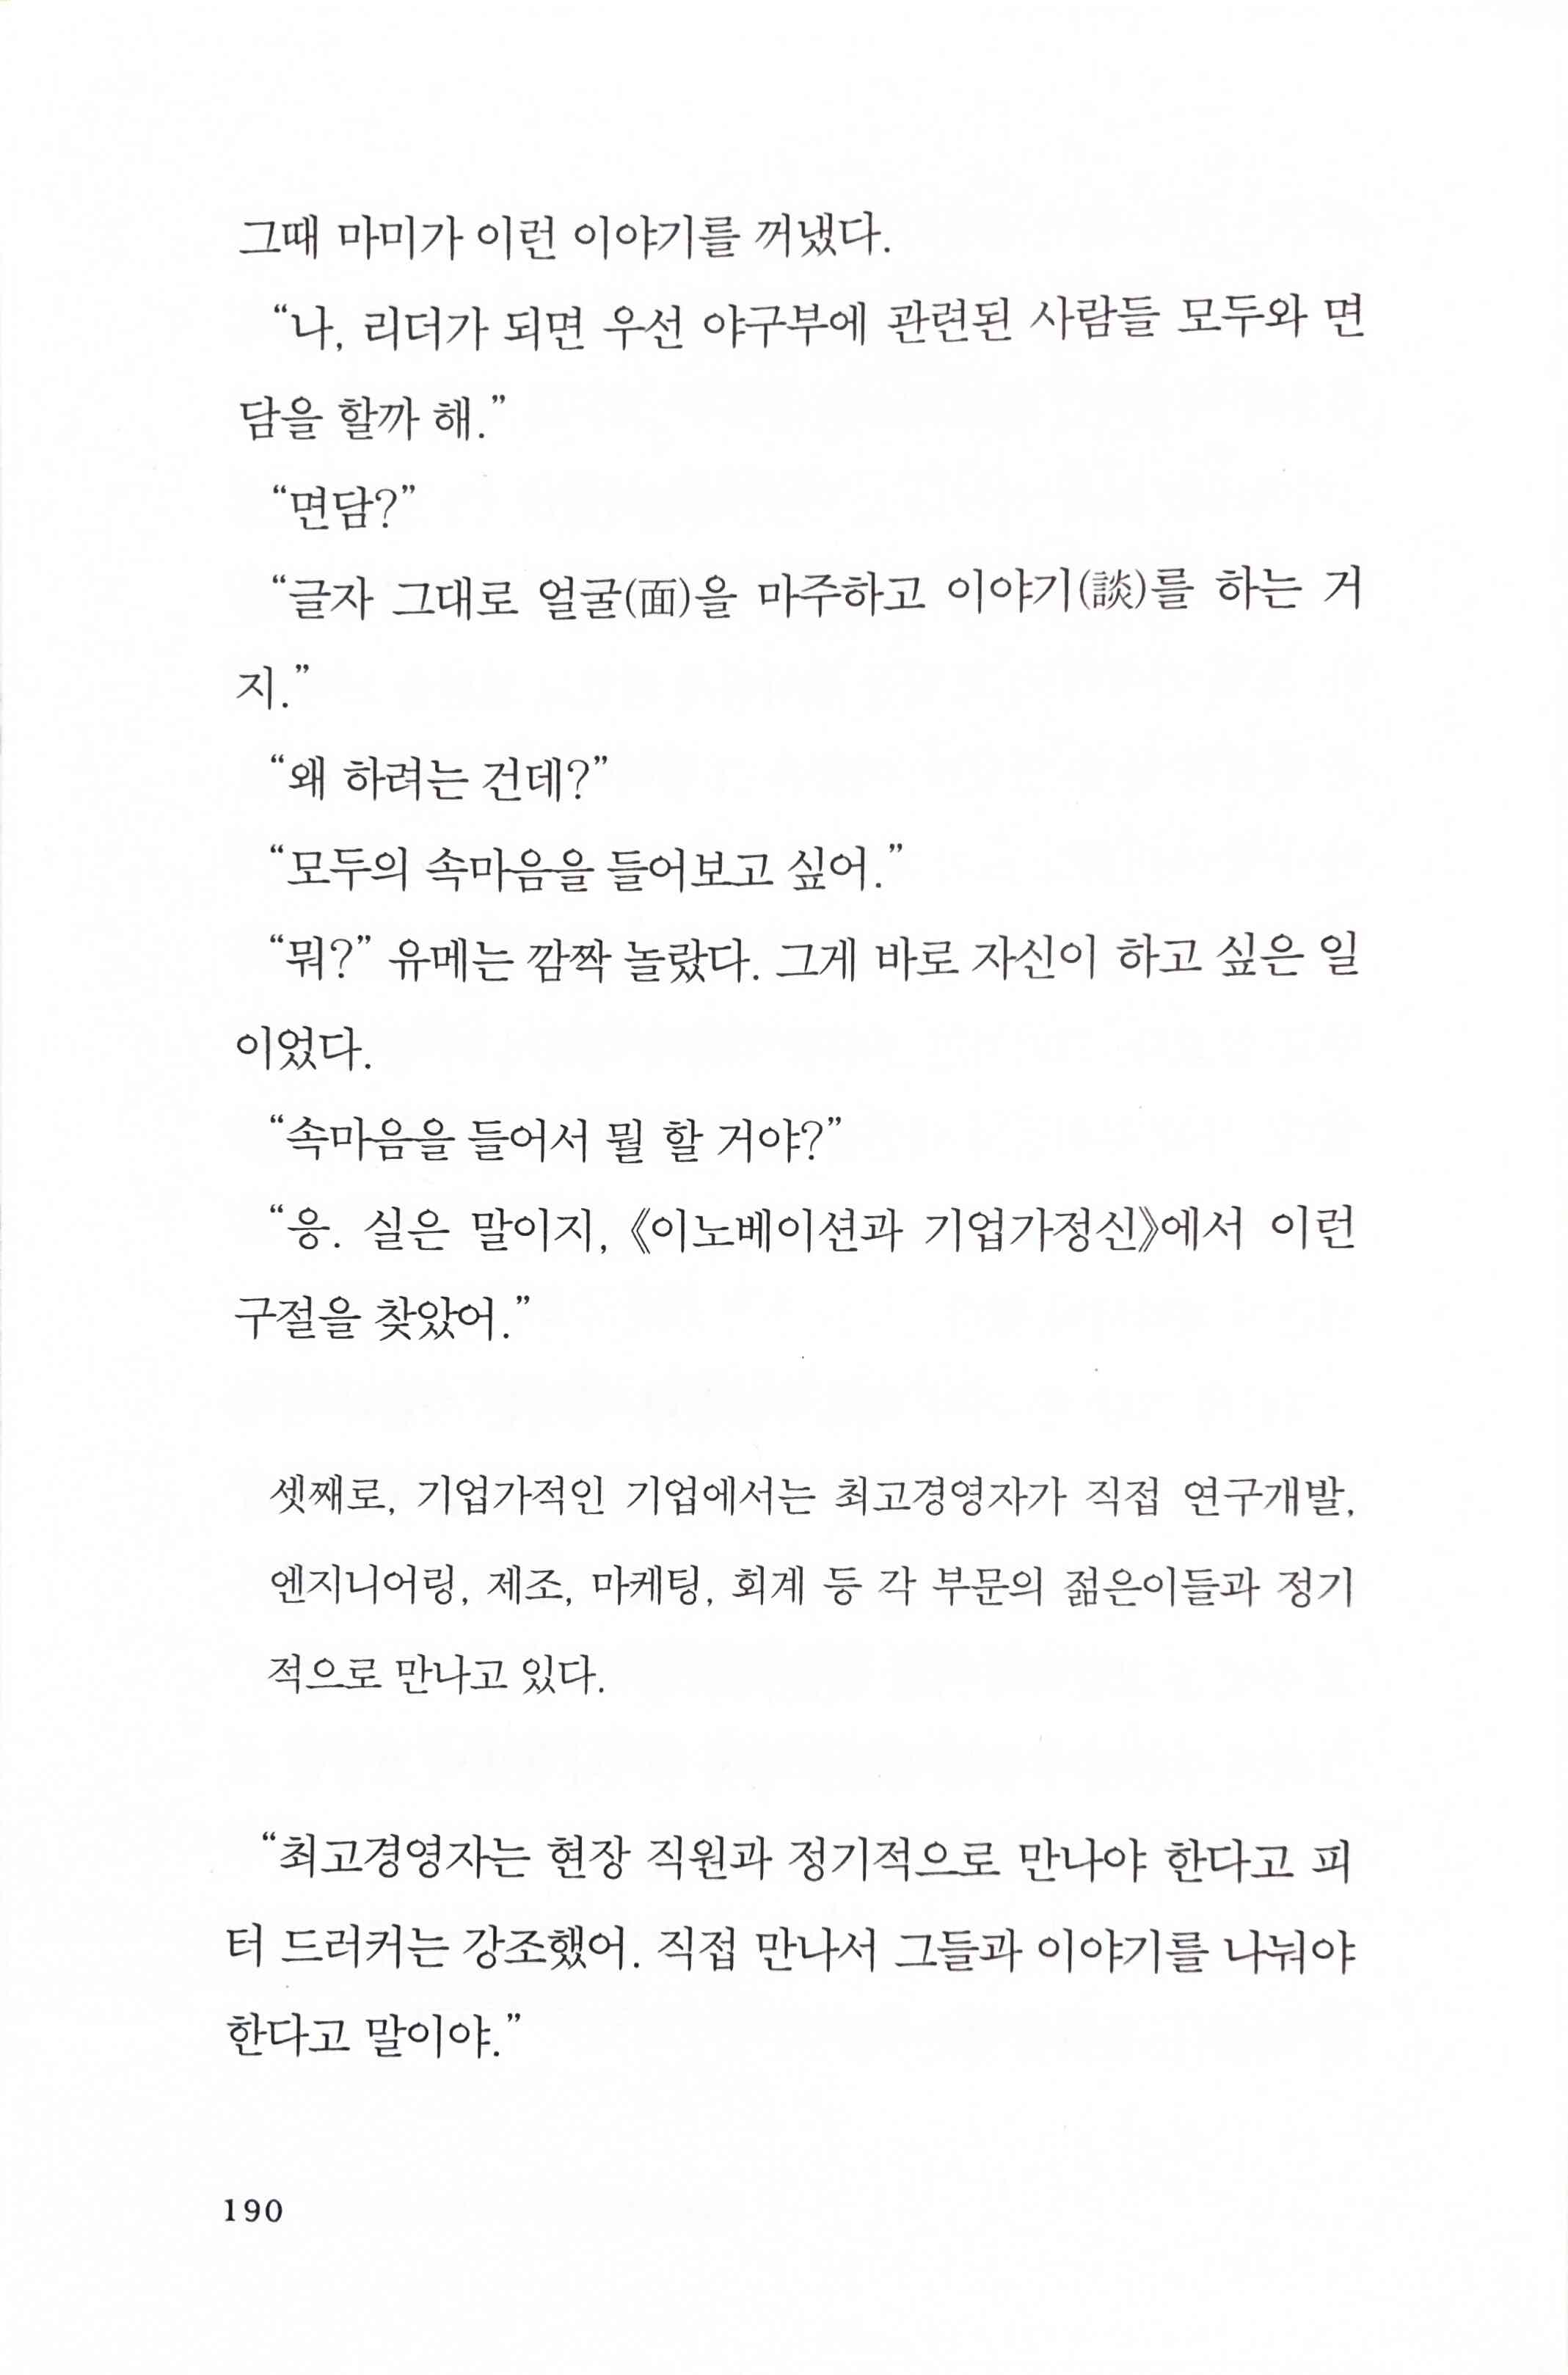 그때 마미가 이런 이야기를 꺼냈다.
“나, 리더가 되면 우선 야구부에 관련된 사람들 모두와 면
담을 할까 해.”
“면담?”
“글자 그대로 얼굴(面)을 마주하고 이야기(談)를 하는 거
지.”
“왜 하려는 건데?”
“모두의 속마음을 들어보고 싶어.”
“뭐?” 유메는 깜짝 놀랐다. 그게 바로 자신이 하고 싶은 일
이었다.
“속마음을 들어서 뭘 할 거야?”
“응. 실은 말이지, 《이노베이션과 기업가정신》에서 이런
구절을 찾았어.”
셋째로, 기업가적인 기업에서는 최고경영자가 직접 연구개발,
엔지니어링, 제조, 마케팅, 회계 등 각 부문의 젊은이들과 정기
적으로 만나고 있다.
“최고경영자는 현장 직원과 정기적으로 만나야 한다고 피
터 드러커는 강조했어. 직접 만나서 그들과 이야기를 나눠야
한다고 말이야.”
190